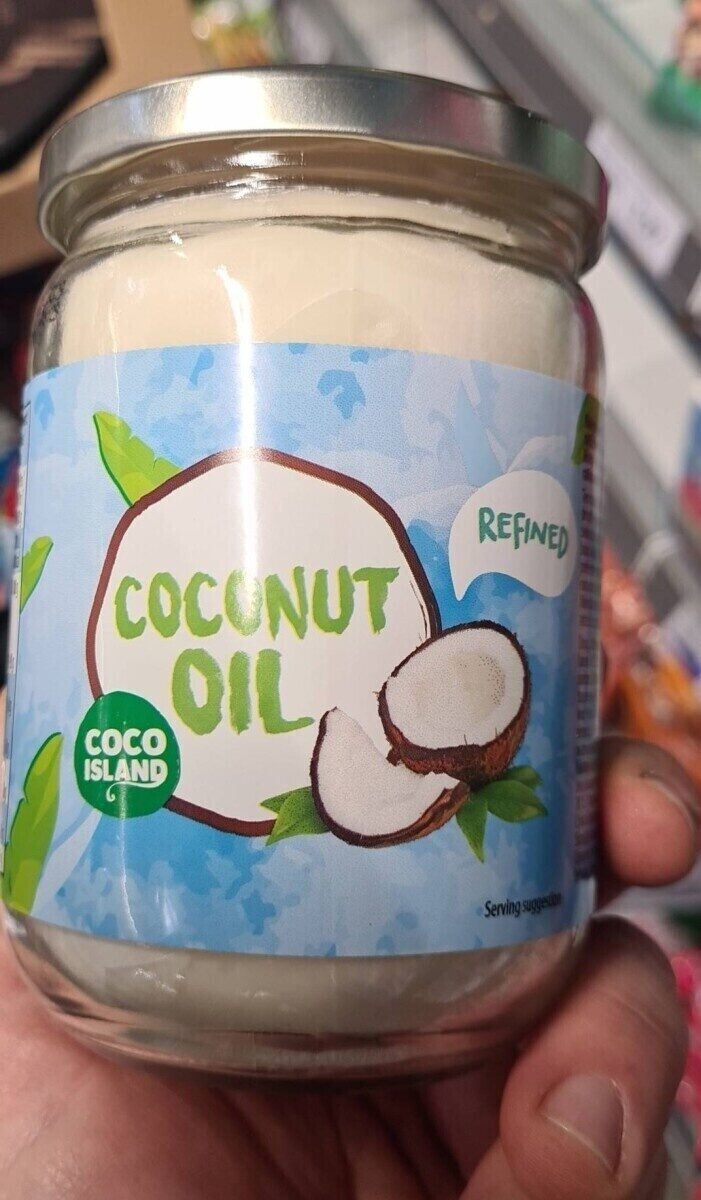 REFINED
COCONUT
OIL
COCO
ISLAND
Serving suggestion